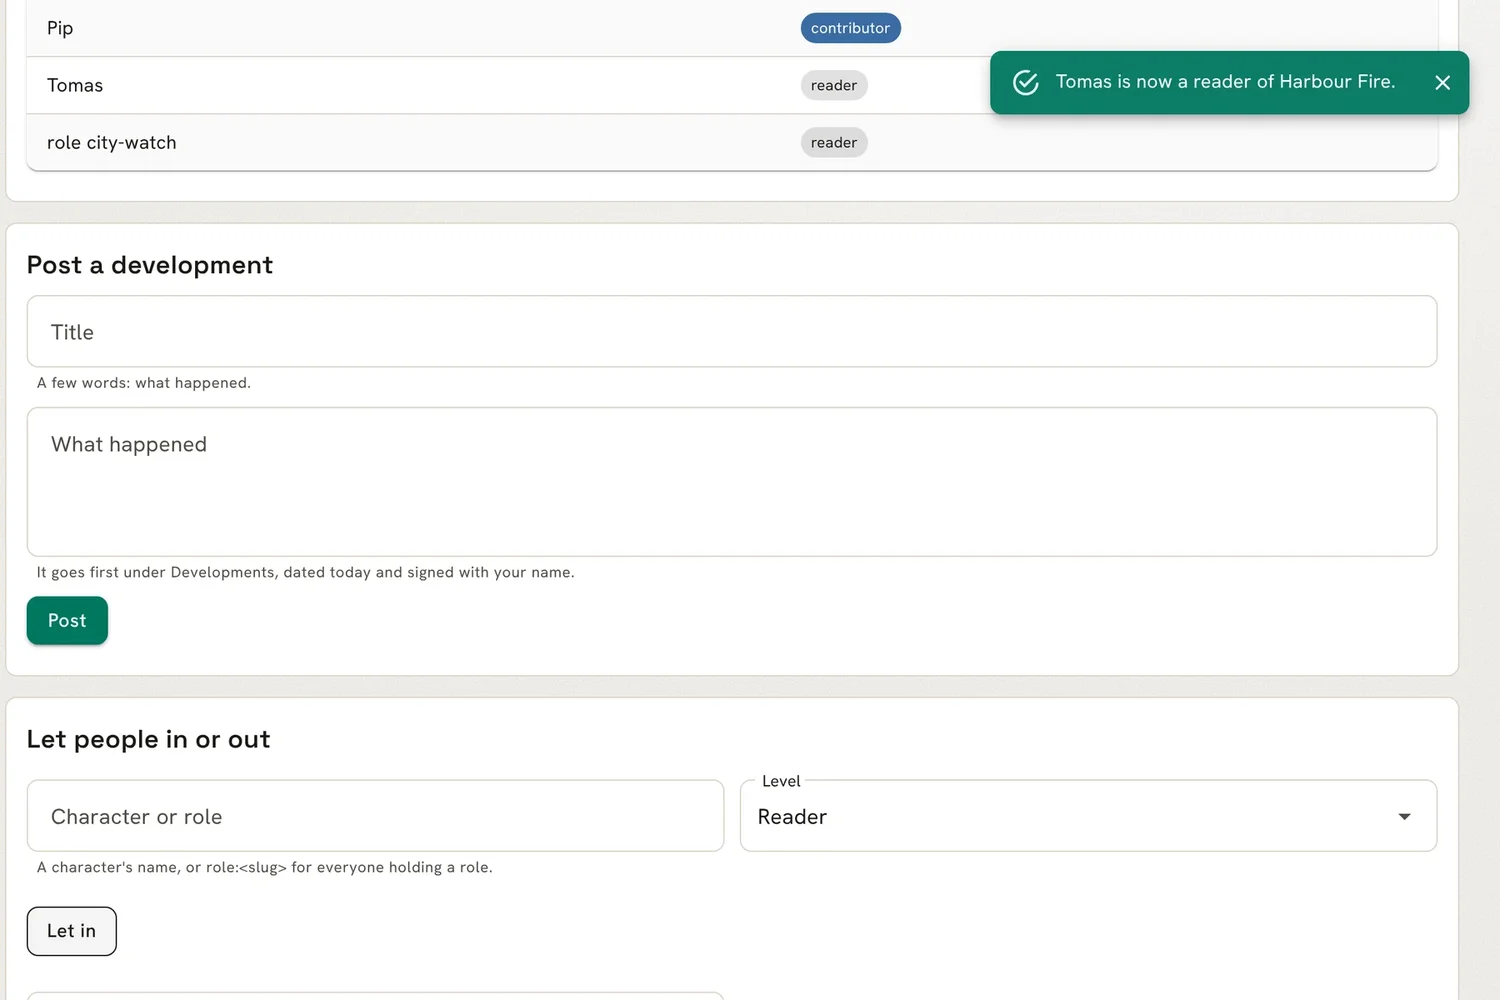 Pip
contributor
Tomas
reader
Tomas is now a reader of Harbour Fire.
role city-watch
reader
Post a development
Title
A few words: what happened.
What happened
It goes first under Developments, dated today and signed with your name.
Post
Let people in or out
Character or role
Level
Reader
A character's name, or role:<slug> for everyone holding a role.
Let in